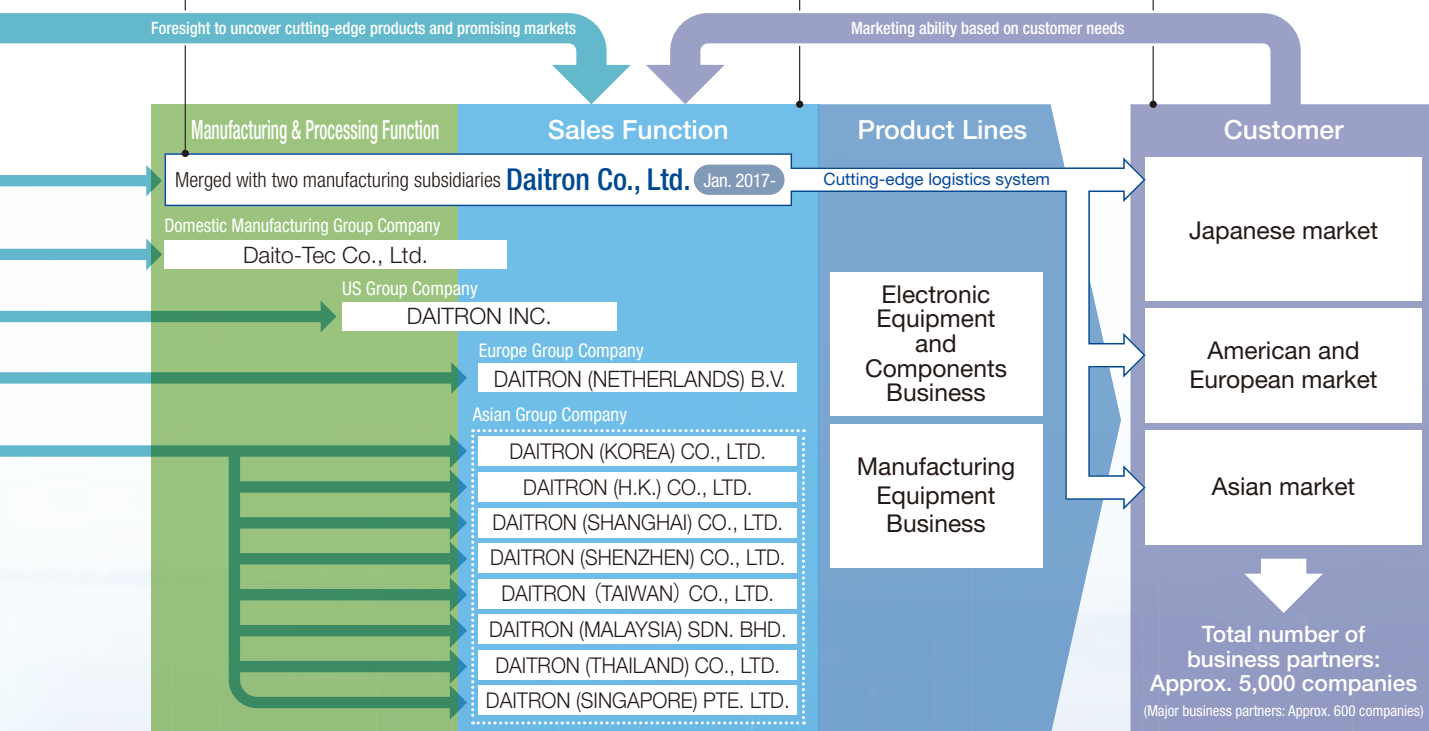 Foresight to uncover cutting-edge products and promising markets
Marketing ability based on customer needs
Manufacturing & Processing Function
Sales Function
Product Lines
Customer
Merged with two manufacturing subsidiaries Daitron Co., Ltd. Jan. 2017-
Cutting-edge logistics system
Domestic Manufacturing Group Company
Daito-Tec Co., Ltd.
US Group Company
DAITRON INC.
Europe Group Company
DAITRON (NETHERLANDS) B.V.
Asian Group Company
DAITRON (KOREA) CO., LTD.
DAITRON (H.K.) CO., LTD.
DAITRON (SHANGHAI) CO., LTD.
DAITRON (SHENZHEN) CO., LTD.
DAITRON（TAIWAN）CO., LTD.
DAITRON (MALAYSIA) SDN. BHD.
DAITRON (THAILAND) CO., LTD.
DAITRON (SINGAPORE) PTE. LTD.
Electronic
Equipment
and
Components
Business
Manufacturing
Equipment
Business
Japanese market
American and
European market
Asian market
Total number of
business partners:
Approx. 5,000 companies
(Major business partners: Approx. 600 companies)